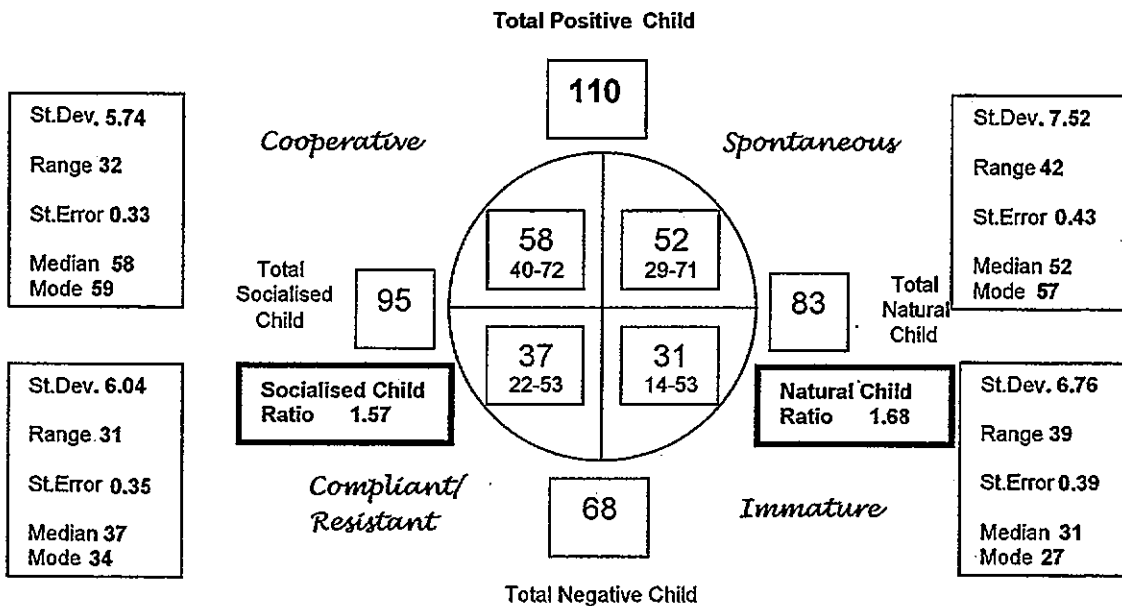 Total Positive Child
110
St.Dev. 5.74
Range 32
St.Error 0.33
Median 58
Mode 59
Cooperative
Spontaneous
St.Dev. 7.52
Range 42
St.Error 0.43
Median 52
Mode 57
58
40-72
52
29-71
Total
Socialised
Child
95
83
Total
Natural
Child
37
22-53
31
14-53
St.Dev. 6.04
Range 31
St.Error 0.35
Median 37
Mode 34
Socialised Child
Ratio 1.57
Natural Child
Ratio 1.68
St.Dev. 6.76
Range 39
St.Error 0.39
Median 31
Mode 27
Compliant/
Resistant
68
Immature
Total Negative Child